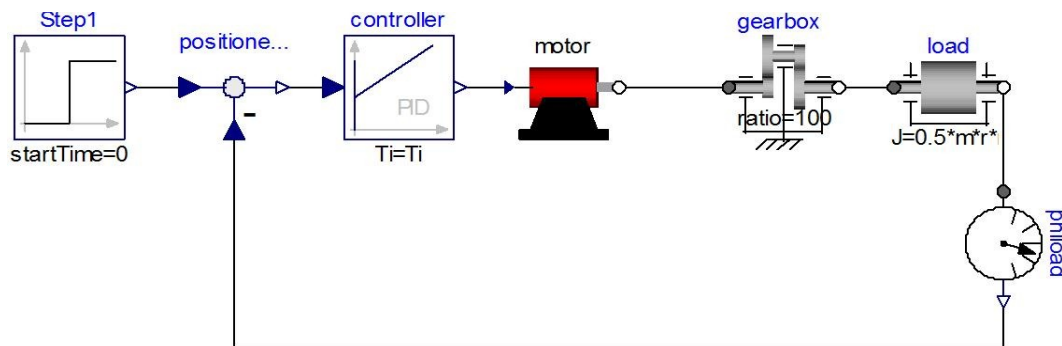 Step1
positione...
controller
motor
gearbox
load
PID
-
ratio=100
startTime=0
Ti=Ti
J=0.5*m*r*r
phiload